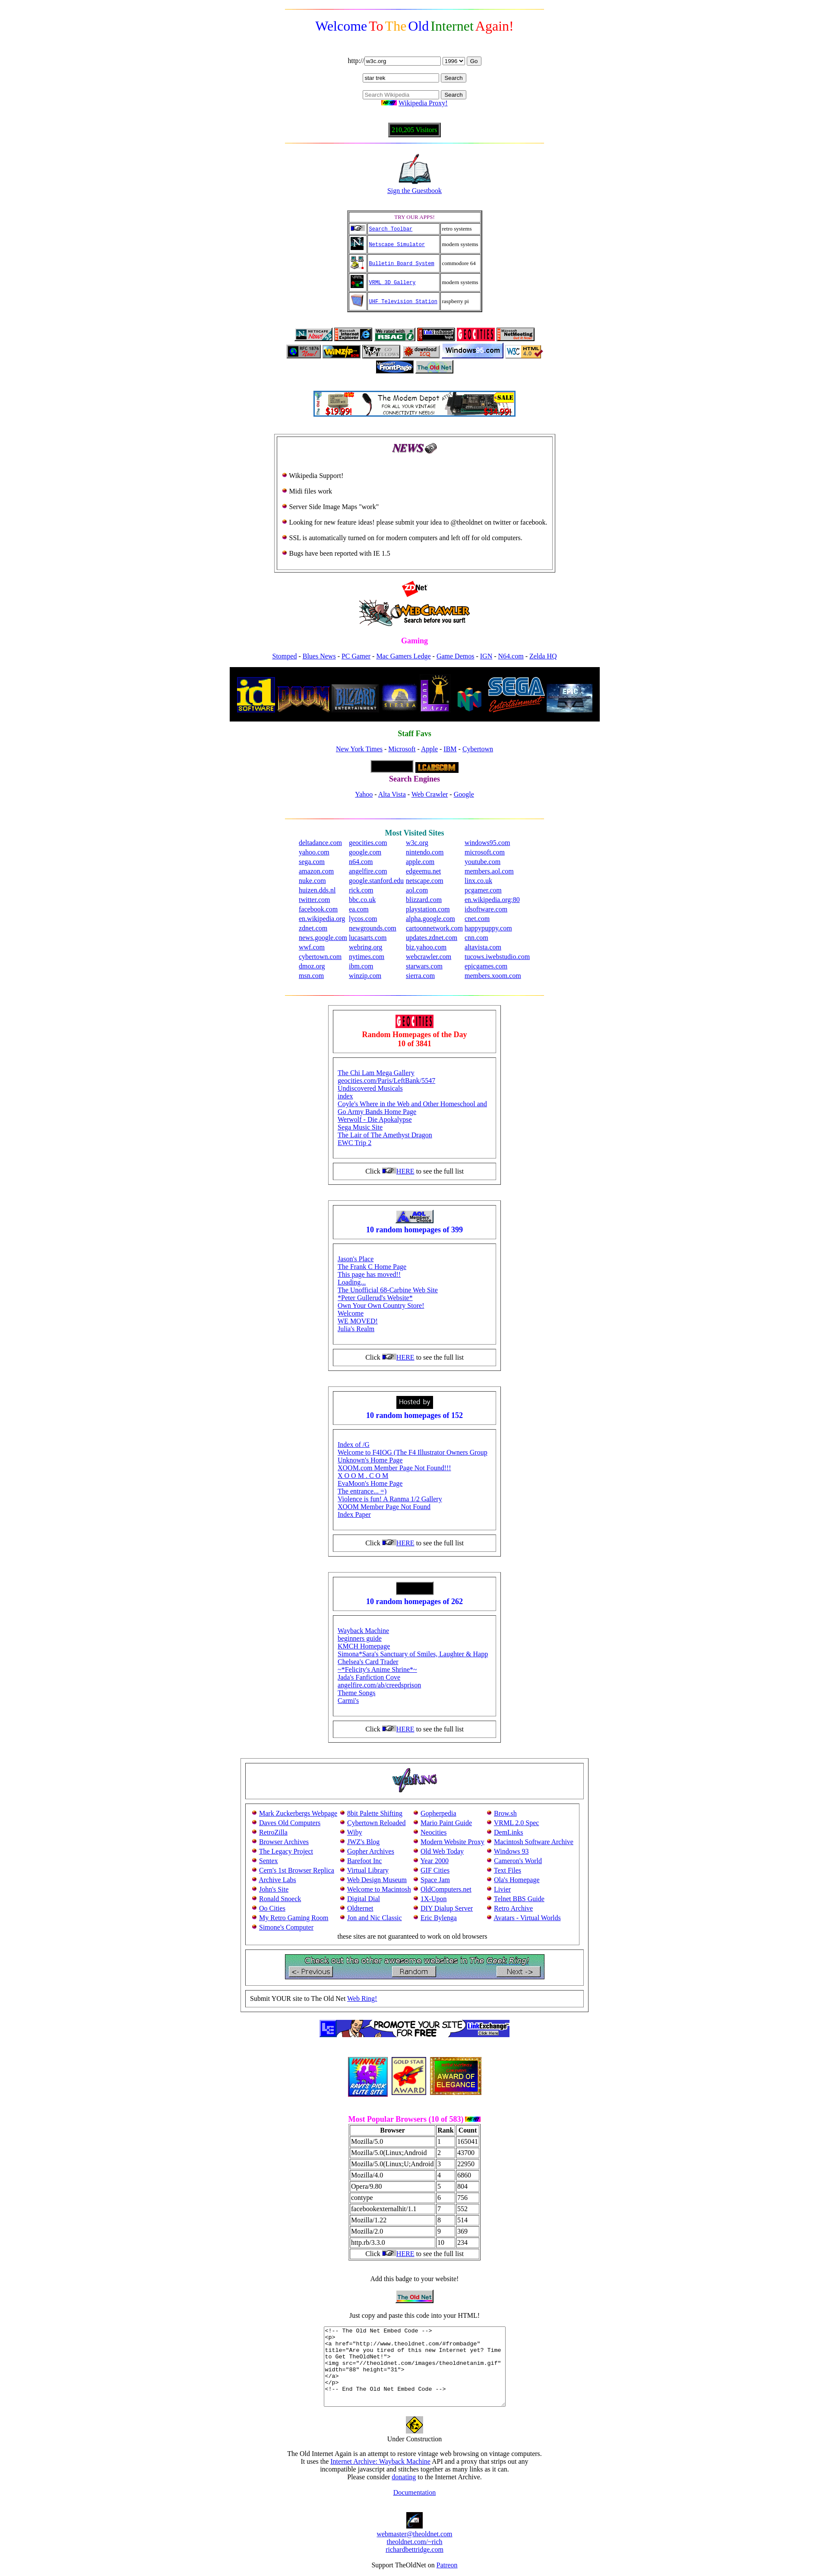 Welcome To The Old Internet Again!
http:// w3c.org 1996 Go
star trek Search
Search Wikipedia Search
Wikipedia Proxy!
210,205 Visitors
Sign the Guestbook
TRY OUR APPS!
Search Toolbar retro systems
Netscape Simulator modern systems
Bulletin Board System commodore 64
VRML 3D Gallery modern systems
UHF Television Station raspberry pi
NETSCAPE NOW! Microsoft Internet Explorer We rated with RSAC GEOCITIES Microsoft NetMeeting
WINZIP download ICQ Windows95.com W3C HTML 4.0
FrontPage The Old Net
$19.99! The Modem Depot FOR ALL YOUR VINTAGE CONNECTIVITY NEEDS! SALE
NEWS
Wikipedia Support!
Midi files work
Server Side Image Maps "work"
Looking for new feature ideas! please submit your idea to @theoldnet on twitter or facebook.
SSL is automatically turned on for modern computers and left off for old computers.
Bugs have been reported with IE 1.5
ZDNet
WEBCRAWLER
Search before you surf!
Gaming
Stomped - Blues News - PC Gamer - Mac Gamers Ledge - Game Demos - IGN - N64.com - Zelda HQ
id SOFTWARE DOOM BLIZZARD ENTERTAINMENT SIERRA LucasArts SEGA Entertainment EPIC
Staff Favs
New York Times - Microsoft - Apple - IBM - Cybertown
LCARSCOM
Search Engines
Yahoo - Alta Vista - Web Crawler - Google
Most Visited Sites
deltadance.com geocities.com w3c.org windows95.com
yahoo.com google.com nintendo.com microsoft.com
sega.com n64.com apple.com youtube.com
amazon.com angelfire.com edgeemu.net members.aol.com
nuke.com google.stanford.edu netscape.com linx.co.uk
huizen.dds.nl rick.com aol.com pcgamer.com
twitter.com bbc.co.uk blizzard.com en.wikipedia.org:80
facebook.com ea.com playstation.com idsoftware.com
en.wikipedia.org lycos.com alpha.google.com cnet.com
zdnet.com newgrounds.com cartoonnetwork.com happypuppy.com
news.google.com lucasarts.com updates.zdnet.com cnn.com
wwf.com webring.org biz.yahoo.com altavista.com
cybertown.com nytimes.com webcrawler.com tucows.iwebstudio.com
dmoz.org ibm.com starwars.com epicgames.com
msn.com winzip.com sierra.com members.xoom.com
GEOCITIES
Random Homepages of the Day
10 of 3841
The Chi Lam Mega Gallery
geocities.com/Paris/LeftBank/5547
Undiscovered Musicals
index
Coyle's Where in the Web and Other Homeschool and
Go Army Bands Home Page
Werwolf - Die Apokalypse
Sega Music Site
The Lair of The Amethyst Dragon
EWC Trip 2
Click HERE to see the full list
AOL Members' Choice
10 random homepages of 399
Jason's Place
The Frank C Home Page
This page has moved!!
Loading...
The Unofficial 68-Carbine Web Site
*Peter Gullerud's Website*
Own Your Own Country Store!
Welcome
WE MOVED!
Julia's Realm
Click HERE to see the full list
Hosted by
10 random homepages of 152
Index of /G
Welcome to F4IOG (The F4 Illustrator Owners Group
Unknown's Home Page
XOOM.com Member Page Not Found!!!
X O O M . C O M
EvaMoon's Home Page
The entrance... =)
Violence is fun! A Ranma 1/2 Gallery
XOOM Member Page Not Found
Index Paper
Click HERE to see the full list
10 random homepages of 262
Wayback Machine
beginners guide
KMCH Homepage
Simona*Sara's Sanctuary of Smiles, Laughter & Happ
Chelsea's Card Trader
~*Felicity's Anime Shrine*~
Jada's Fanfiction Cove
angelfire.com/ab/creedsprison
Theme Songs
Carmi's
Click HERE to see the full list
WEBRING
Mark Zuckerbergs Webpage 8bit Palette Shifting Gopherpedia Brow.sh
Daves Old Computers Cybertown Reloaded Mario Paint Guide VRML 2.0 Spec
RetroZilla Wiby Neocities DemLinks
Browser Archives JWZ's Blog Modern Website Proxy Macintosh Software Archive
The Legacy Project Gopher Archives Old Web Today Windows 93
Sentex Barefoot Inc Year 2000 Cameron's World
Cern's 1st Browser Replica Virtual Library GIF Cities Text Files
Archive Labs Web Design Museum Space Jam Ola's Homepage
John's Site Welcome to Macintosh OldComputers.net Livier
Ronald Snoeck Digital Dial 1X-Upon Telnet BBS Guide
Oo Cities Oldternet DIY Dialup Server Retro Archive
My Retro Gaming Room Jon and Nic Classic Eric Bylenga Avatars - Virtual Worlds
Simone's Computer
these sites are not guaranteed to work on old browsers
Check out other awesome websites in The Geek Ring!
<- Previous Random Next ->
Submit YOUR site to The Old Net Web Ring!
PROMOTE YOUR SITE FOR FREE LinkExchange
WINNER RAVE'S PICK ELITE SITE GOLD STAR AWARD AWARD OF ELEGANCE
Most Popular Browsers (10 of 583)
Browser Rank Count
Mozilla/5.0 1 165041
Mozilla/5.0(Linux;Android 2 43700
Mozilla/5.0(Linux;U;Android 3 22950
Mozilla/4.0 4 6860
Opera/9.80 5 804
contype 6 756
facebookexternalhit/1.1 7 552
Mozilla/1.22 8 514
Mozilla/2.0 9 369
http.rb/3.3.0 10 234
Click HERE to see the full list
Add this badge to your website!
The Old Net
Just copy and paste this code into your HTML!
<!-- The Old Net Embed Code -->
<p>
<a href="http://www.theoldnet.com/#frombadge"
title="Are you tired of this new Internet yet? Time
to Get TheOldNet!">
<img src="//theoldnet.com/images/theoldnetanim.gif"
width="88" height="31">
</a>
</p>
<!-- End The Old Net Embed Code -->
Under Construction
The Old Internet Again is an attempt to restore vintage web browsing on vintage computers.
It uses the Internet Archive: Wayback Machine API and a proxy that strips out any
incompatible javascript and stitches together as many links as it can.
Please consider donating to the Internet Archive.
Documentation
webmaster@theoldnet.com
theoldnet.com/~rich
richardbettridge.com
Support TheOldNet on Patreon